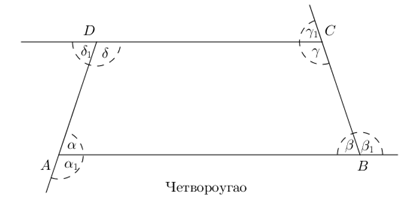 D C
δ₁ δ γ₁
γ
α β β₁
A α₁ B
Четвороугао